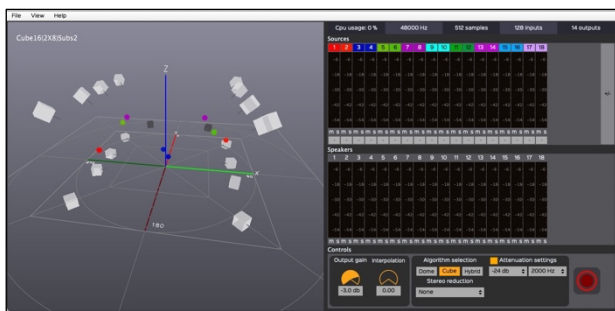 File View Help
Cube16(2X8)Subs2
Z
X
180
Cpu usage: 0 % 48000 Hz 512 samples 128 inputs 14 outputs
Sources
1 2 3 4 5 6 7 8 9 10 11 12 13 14 15 16 17 18
+/-
m s m s m s m s m s m s m s m s m s m s m s m s m s m s m s m s m s m s
Speakers
1 2 3 4 5 6 7 8 9 10 11 12 13 14 15 16 17 18
m s m s m s m s m s m s m s m s m s m s m s m s m s m s m s m s m s m s
Controls
Output gain Interpolation Algorithm selection Attenuation settings
Dome Cube Hybrid -24 db 2000 Hz
Stereo reduction
-3.0 db 0.00 None